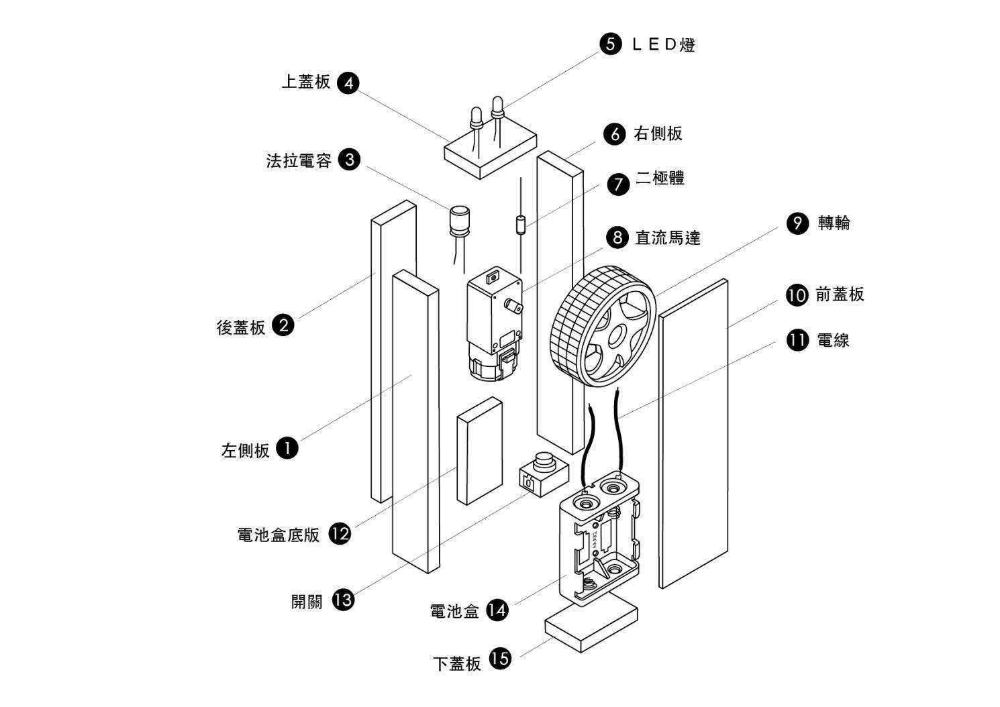 5 ＬＥＤ燈
上蓋板 4
6 右側板
法拉電容 3
7 二極體
9 轉輪
8 直流馬達
10 前蓋板
後蓋板 2
11 電線
左側板 1
電池盒底版 12
開關 13
電池盒 14
下蓋板 15